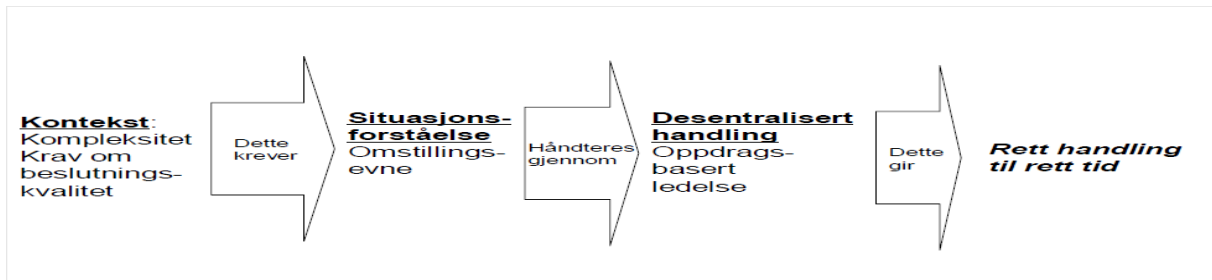 Kontekst:
Kompleksitet
Krav om
beslutnings-
kvalitet
Dette
krever
Situasjons-
forståelse
Omstillings-
evne
Håndteres
gjennom
Desentralisert
handling
Oppdrags-
basert
ledelse
Dette
gir
Rett handling
til rett tid